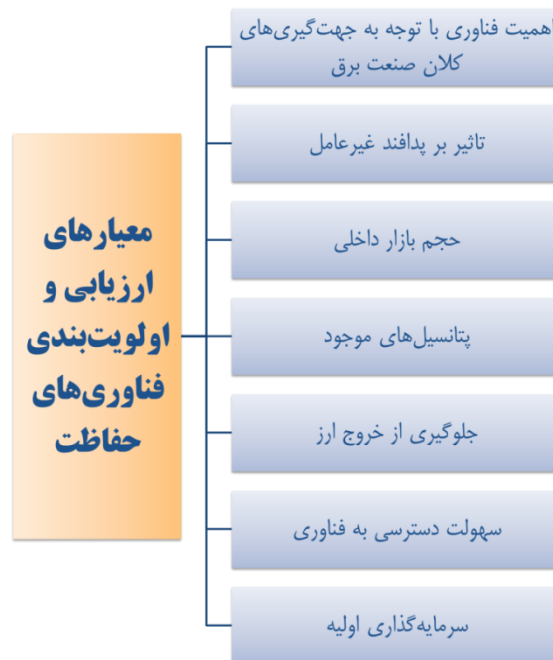 اهمیت فناوری با توجه به جهت‌گیری‌های
کلان صنعت برق
تاثیر بر پدافند غیرعامل
حجم بازار داخلی
پتانسیل‌های موجود
جلوگیری از خروج ارز
سهولت دسترسی به فناوری
سرمایه‌گذاری اولیه
معیارهای
ارزیابی و
اولویت‌بندی
فناوری‌های
حفاظت